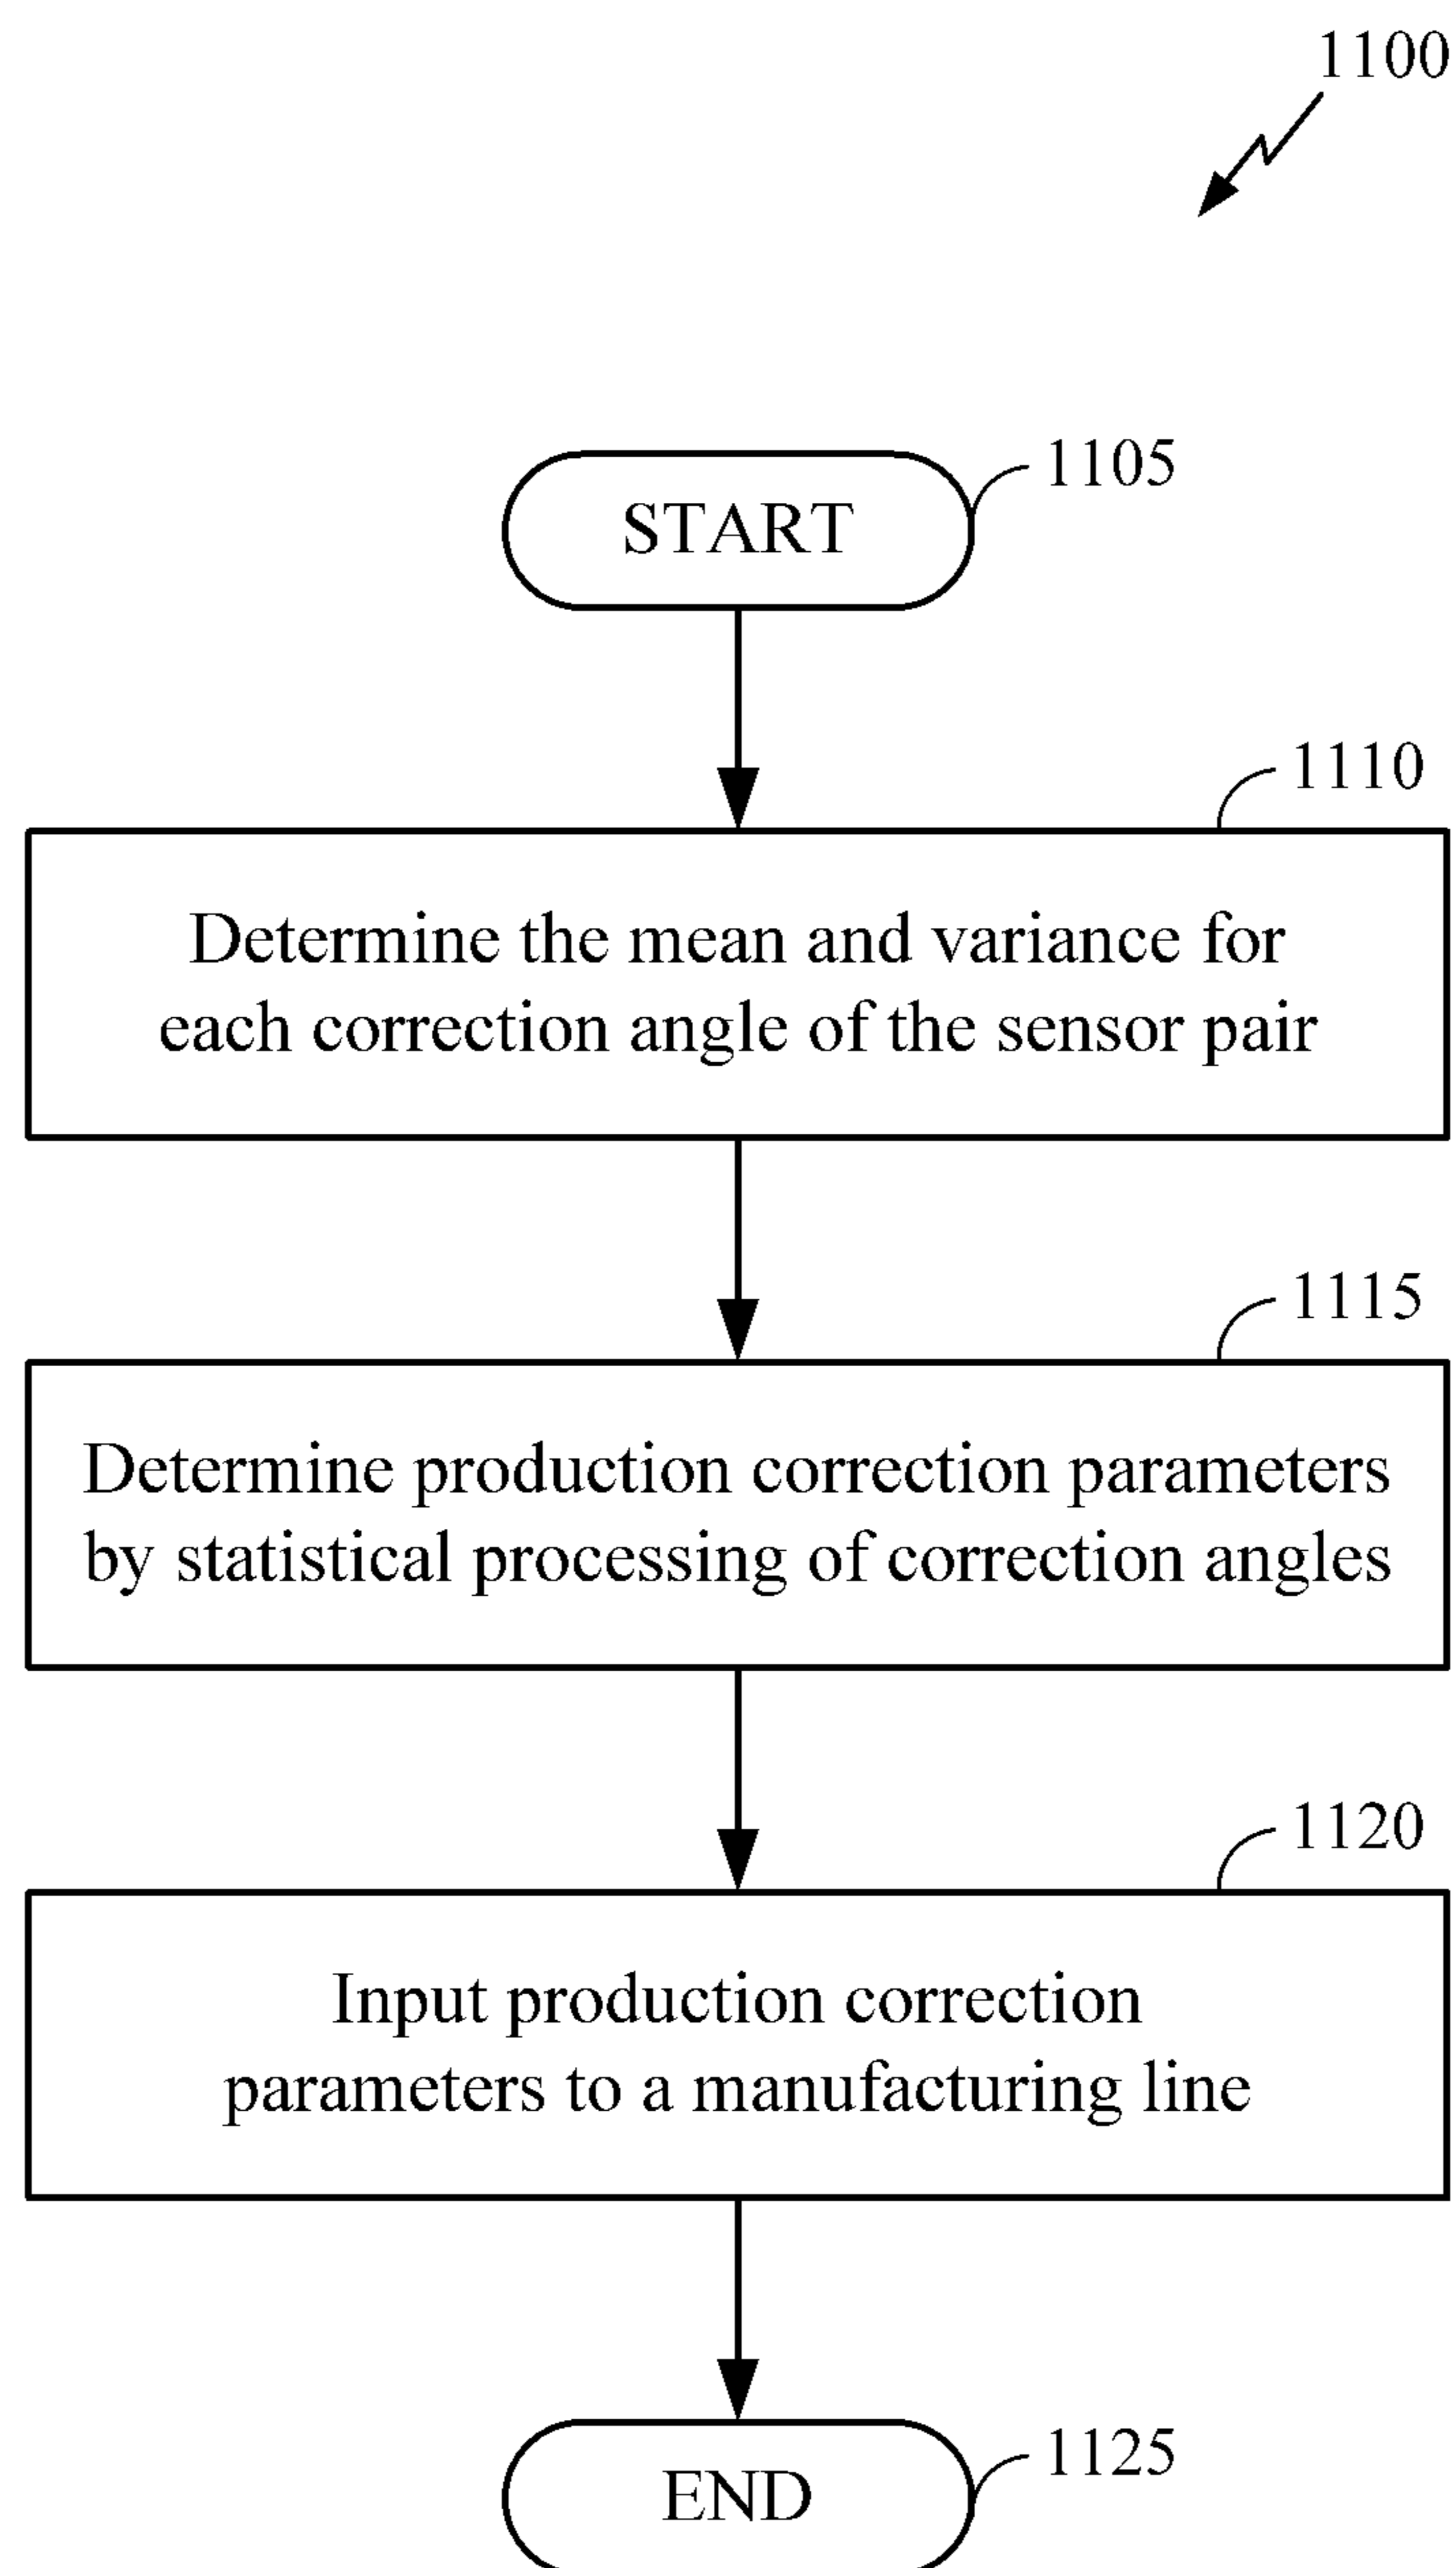 1100
START
1105
1110
Determine the mean and variance for
each correction angle of the sensor pair
1115
Determine production correction parameters
by statistical processing of correction angles
1120
Input production correction
parameters to a manufacturing line
1125
END